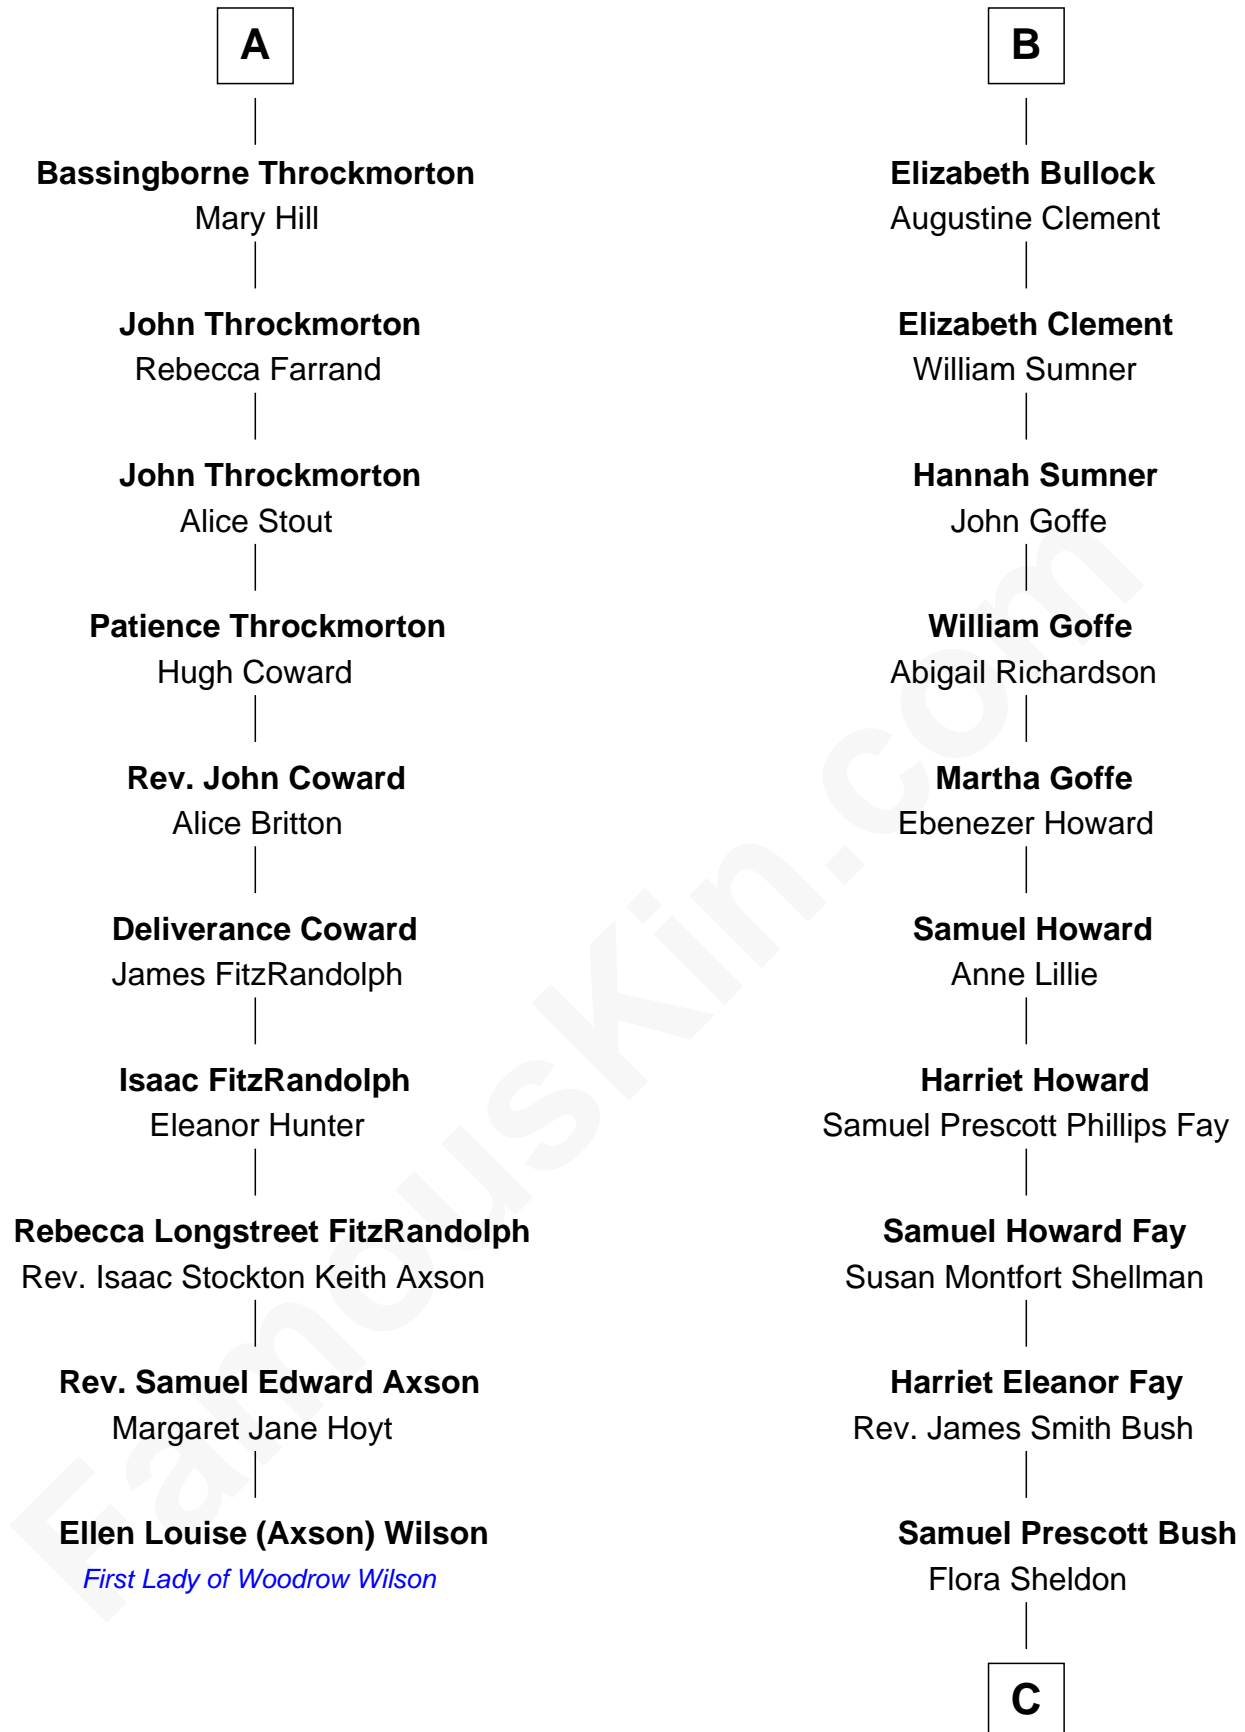 A
Bassingborne Throckmorton
Mary Hill
John Throckmorton
Rebecca Farrand
John Throckmorton
Alice Stout
Patience Throckmorton
Hugh Coward
Rev. John Coward
Alice Britton
Deliverance Coward
James FitzRandolph
Isaac FitzRandolph
Eleanor Hunter
Rebecca Longstreet FitzRandolph
Rev. Isaac Stockton Keith Axson
Rev. Samuel Edward Axson
Margaret Jane Hoyt
Ellen Louise (Axson) Wilson
First Lady of Woodrow Wilson
B
Elizabeth Bullock
Augustine Clement
Elizabeth Clement
William Sumner
Hannah Sumner
John Goffe
William Goffe
Abigail Richardson
Martha Goffe
Ebenezer Howard
Samuel Howard
Anne Lillie
Harriet Howard
Samuel Prescott Phillips Fay
Samuel Howard Fay
Susan Montfort Shellman
Harriet Eleanor Fay
Rev. James Smith Bush
Samuel Prescott Bush
Flora Sheldon
C
FamousKin.com